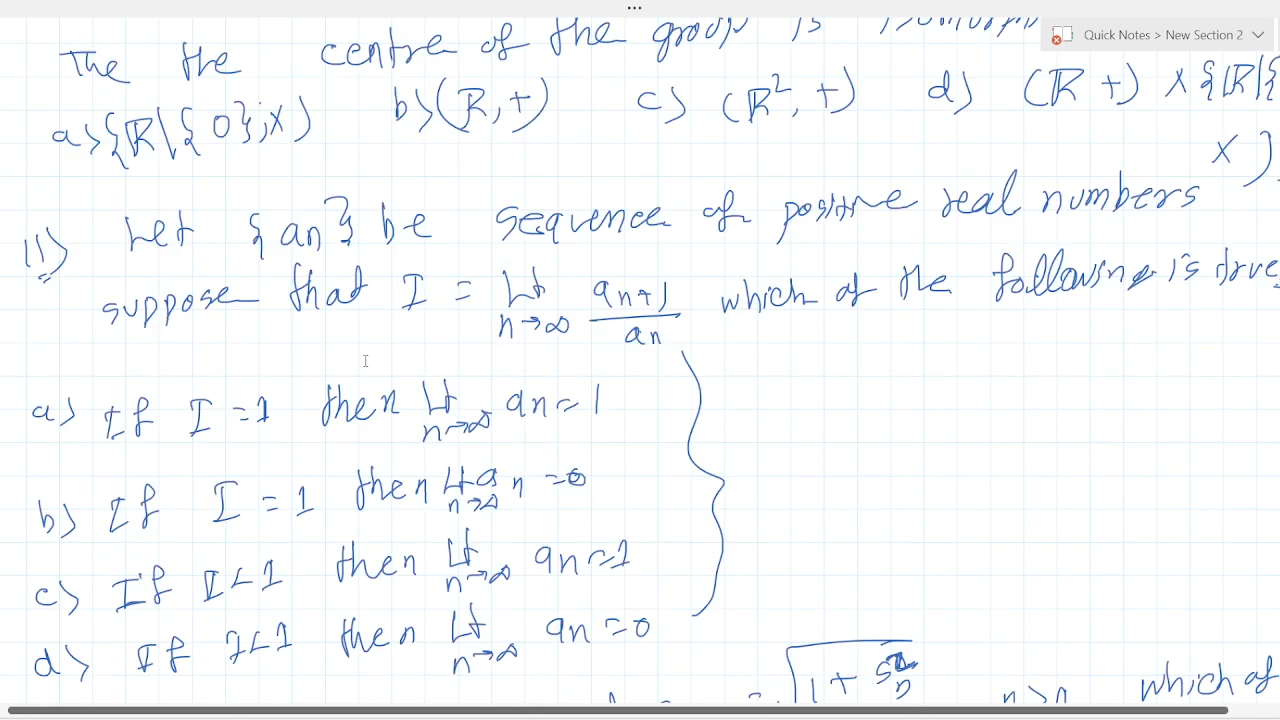 ...
Quick Notes > New Section 2
The the centre of the group is
a) {R\{0}, x) b) (R, +) c) (R², +) d) (R +) x {R\{
x)
11) Let {an} be sequence of positive real numbers
suppose that I = Lt n→∞ an+1/an which of the following is true
a) If I = 1 then Lt n→∞ an = 1
b) If I = 1 then Lt n→∞ an = 0
c) If I < 1 then Lt n→∞ an = 1
d) If I < 1 then Lt n→∞ an = 0
which of